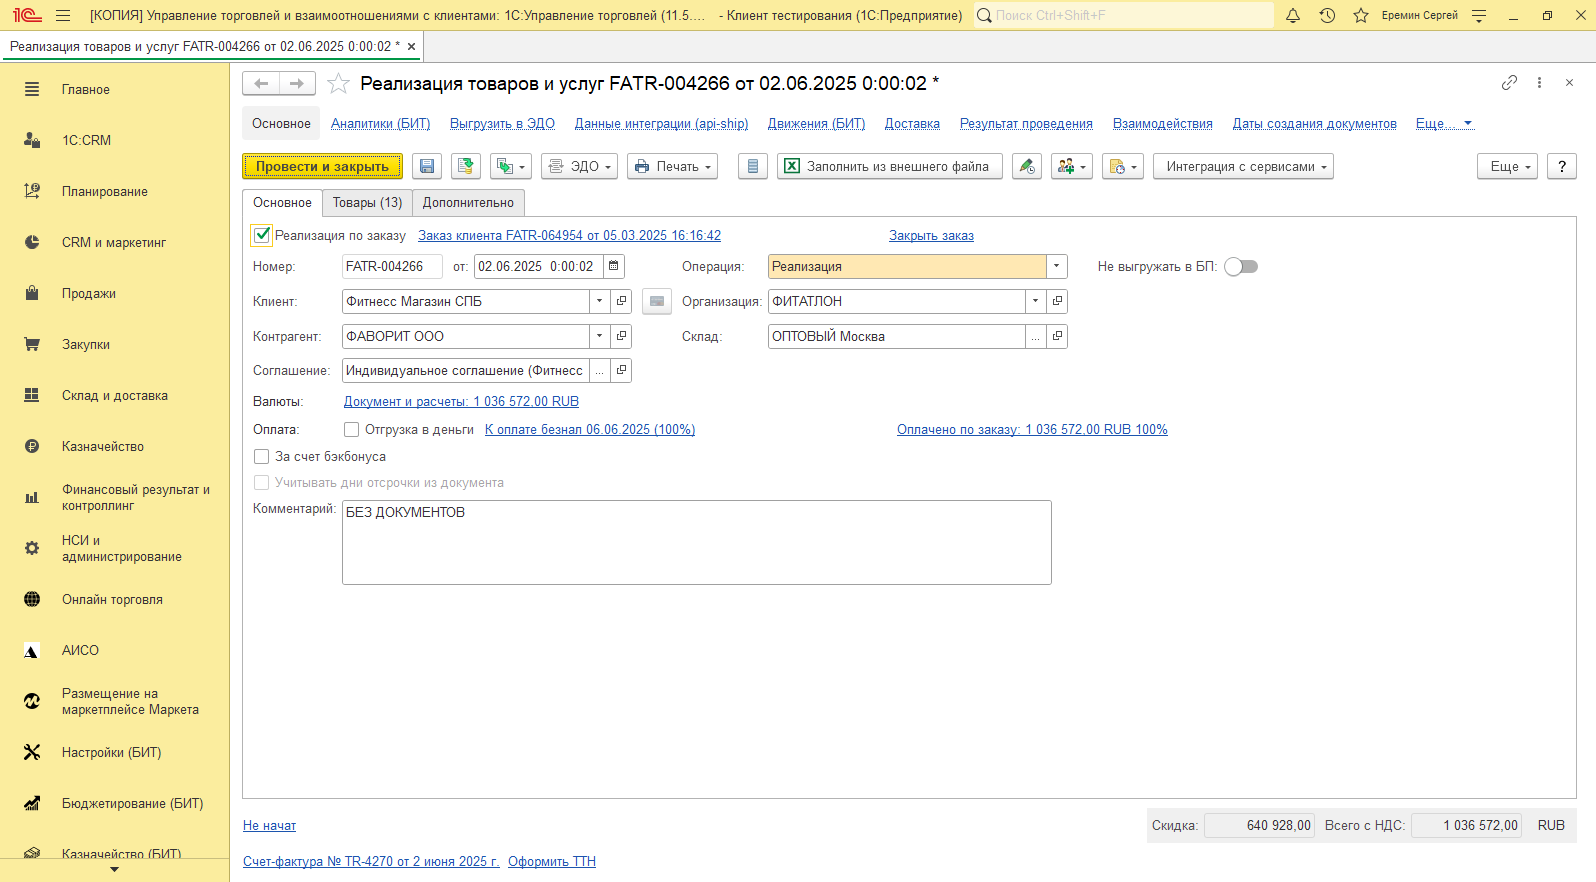 [КОПИЯ] Управление торговлей и взаимоотношениями с клиентами: 1С:Управление торговлей (11.5.... - Клиент тестирования (1С:Предприятие)
Поиск Ctrl+Shift+F
Еремин Сергей
Реализация товаров и услуг FATR-004266 от 02.06.2025 0:00:02 *
Главное
1С:CRM
Планирование
CRM и маркетинг
Продажи
Закупки
Склад и доставка
Казначейство
Финансовый результат и
контроллинг
НСИ и
администрирование
Онлайн торговля
АИСО
Размещение на
маркетплейсе Маркета
Настройки (БИТ)
Бюджетирование (БИТ)
Казначейство (БИТ)
Реализация товаров и услуг FATR-004266 от 02.06.2025 0:00:02 *
Основное Аналитики (БИТ) Выгрузить в ЭДО Данные интеграции (api-ship) Движения (БИТ) Доставка Результат проведения Взаимодействия Даты создания документов Еще...
Провести и закрыть ЭДО Печать Заполнить из внешнего файла Интеграция с сервисами Еще ?
Основное Товары (13) Дополнительно
Реализация по заказу Заказ клиента FATR-064954 от 05.03.2025 16:16:42 Закрыть заказ
Номер: FATR-004266 от: 02.06.2025 0:00:02 Операция: Реализация Не выгружать в БП:
Клиент: Фитнесс Магазин СПБ Организация: ФИТАТЛОН
Контрагент: ФАВОРИТ ООО Склад: ОПТОВЫЙ Москва ...
Соглашение: Индивидуальное соглашение (Фитнесс ...
Валюты: Документ и расчеты: 1 036 572,00 RUB
Оплата: Отгрузка в деньги К оплате безнал 06.06.2025 (100%) Оплачено по заказу: 1 036 572,00 RUB 100%
За счет бэкбонуса
Учитывать дни отсрочки из документа
Комментарий: БЕЗ ДОКУМЕНТОВ
Не начат Скидка: 640 928,00 Всего с НДС: 1 036 572,00 RUB
Счет-фактура № TR-4270 от 2 июня 2025 г. Оформить ТТН